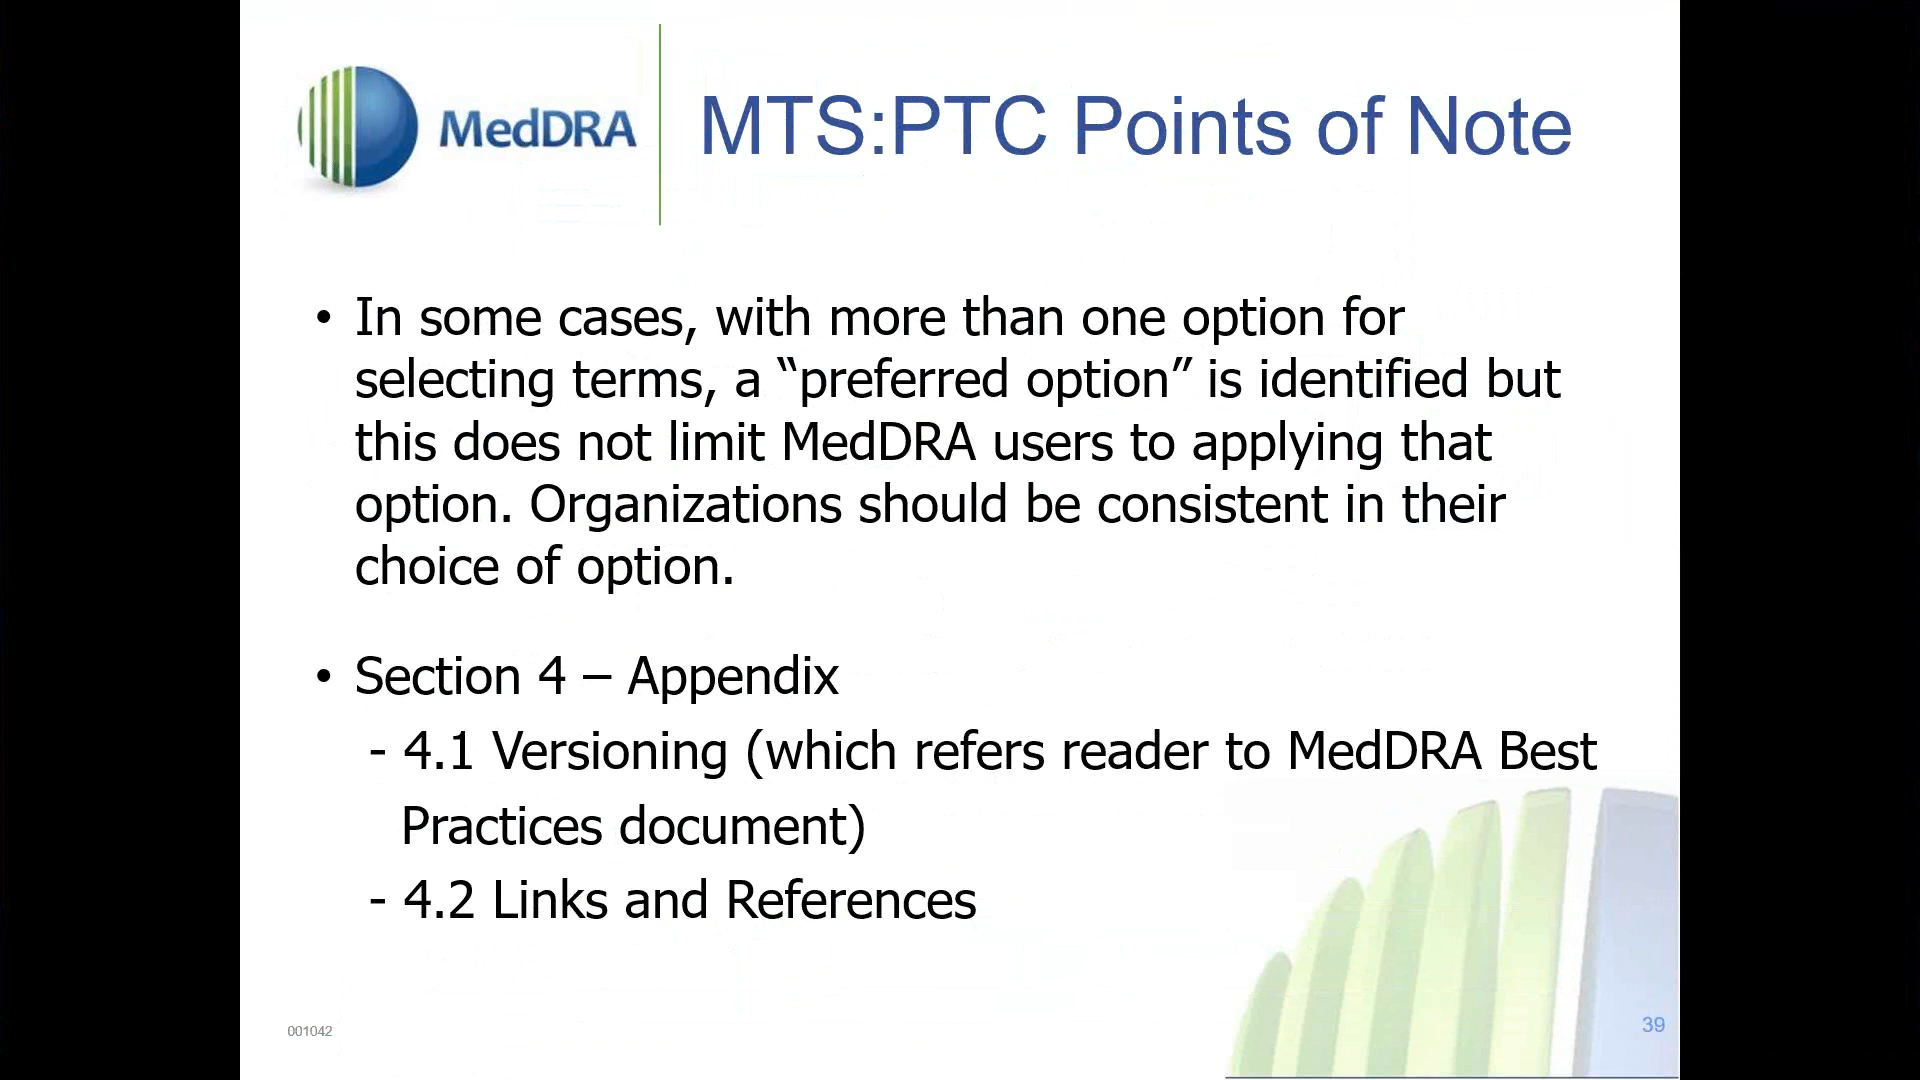 MedDRA
MTS:PTC Points of Note
• In some cases, with more than one option for
selecting terms, a “preferred option” is identified but
this does not limit MedDRA users to applying that
option. Organizations should be consistent in their
choice of option.
• Section 4 – Appendix
- 4.1 Versioning (which refers reader to MedDRA Best
Practices document)
- 4.2 Links and References
001042
39